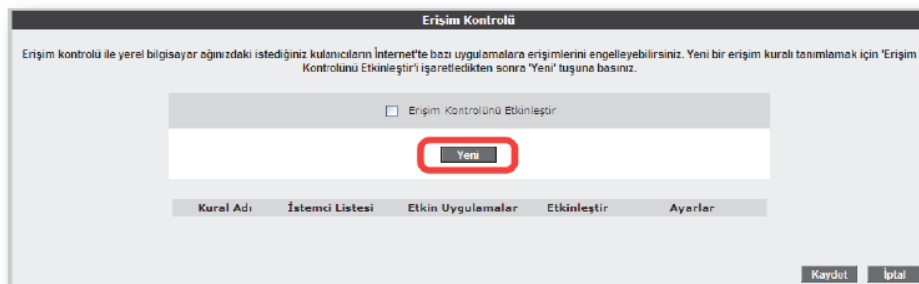 Erişim Kontrolü
Erişim kontrolü ile yerel bilgisayar ağınızdaki istediğiniz kulanıcıların İnternet'te bazı uygulamalara erişimlerini engelleyebilirsiniz. Yeni bir erişim kuralı tanımlamak için 'Erişim
Kontrolünü Etkinleştir'i işaretledikten sonra 'Yeni' tuşuna basınız.
Erişim Kontrolünü Etkinleştir
Yeni
Kural Adı İstemci Listesi Etkin Uygulamalar Etkinleştir Ayarlar
Kaydet İptal